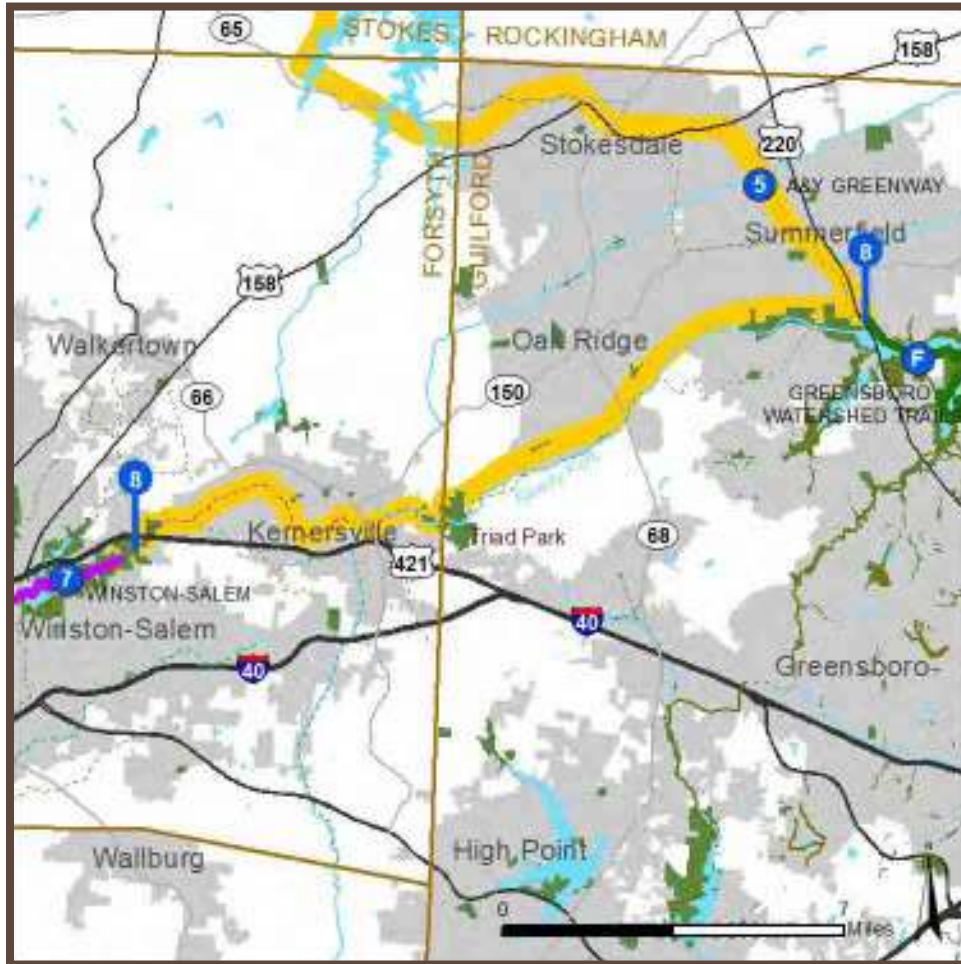 65
STOKES
ROCKINGHAM
158
Stokesdale
220
5
A&Y GREENWAY
FORSYTH
GUILFORD
Summerfield
8
158
Walkertown
Oak Ridge
F
66
150
GREENSBORO
WATERSHED TRAILS
8
Kernersville
Triad Park
68
421
7
WINSTON-SALEM
Winston-Salem
40
40
Greensboro
Wallburg
High Point
0
7
Miles